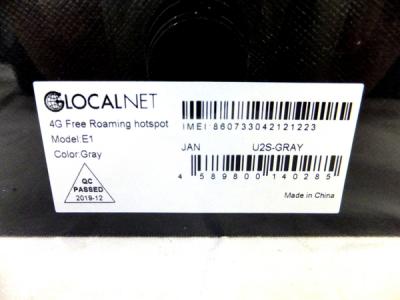 GLOCALNET
4G Free Roaming hotspot
Model:E1
Color:Gray
QC
PASSED
2019-12
IMEI:860733042121223
JAN U2S-GRAY
4 589800 140285
Made in China